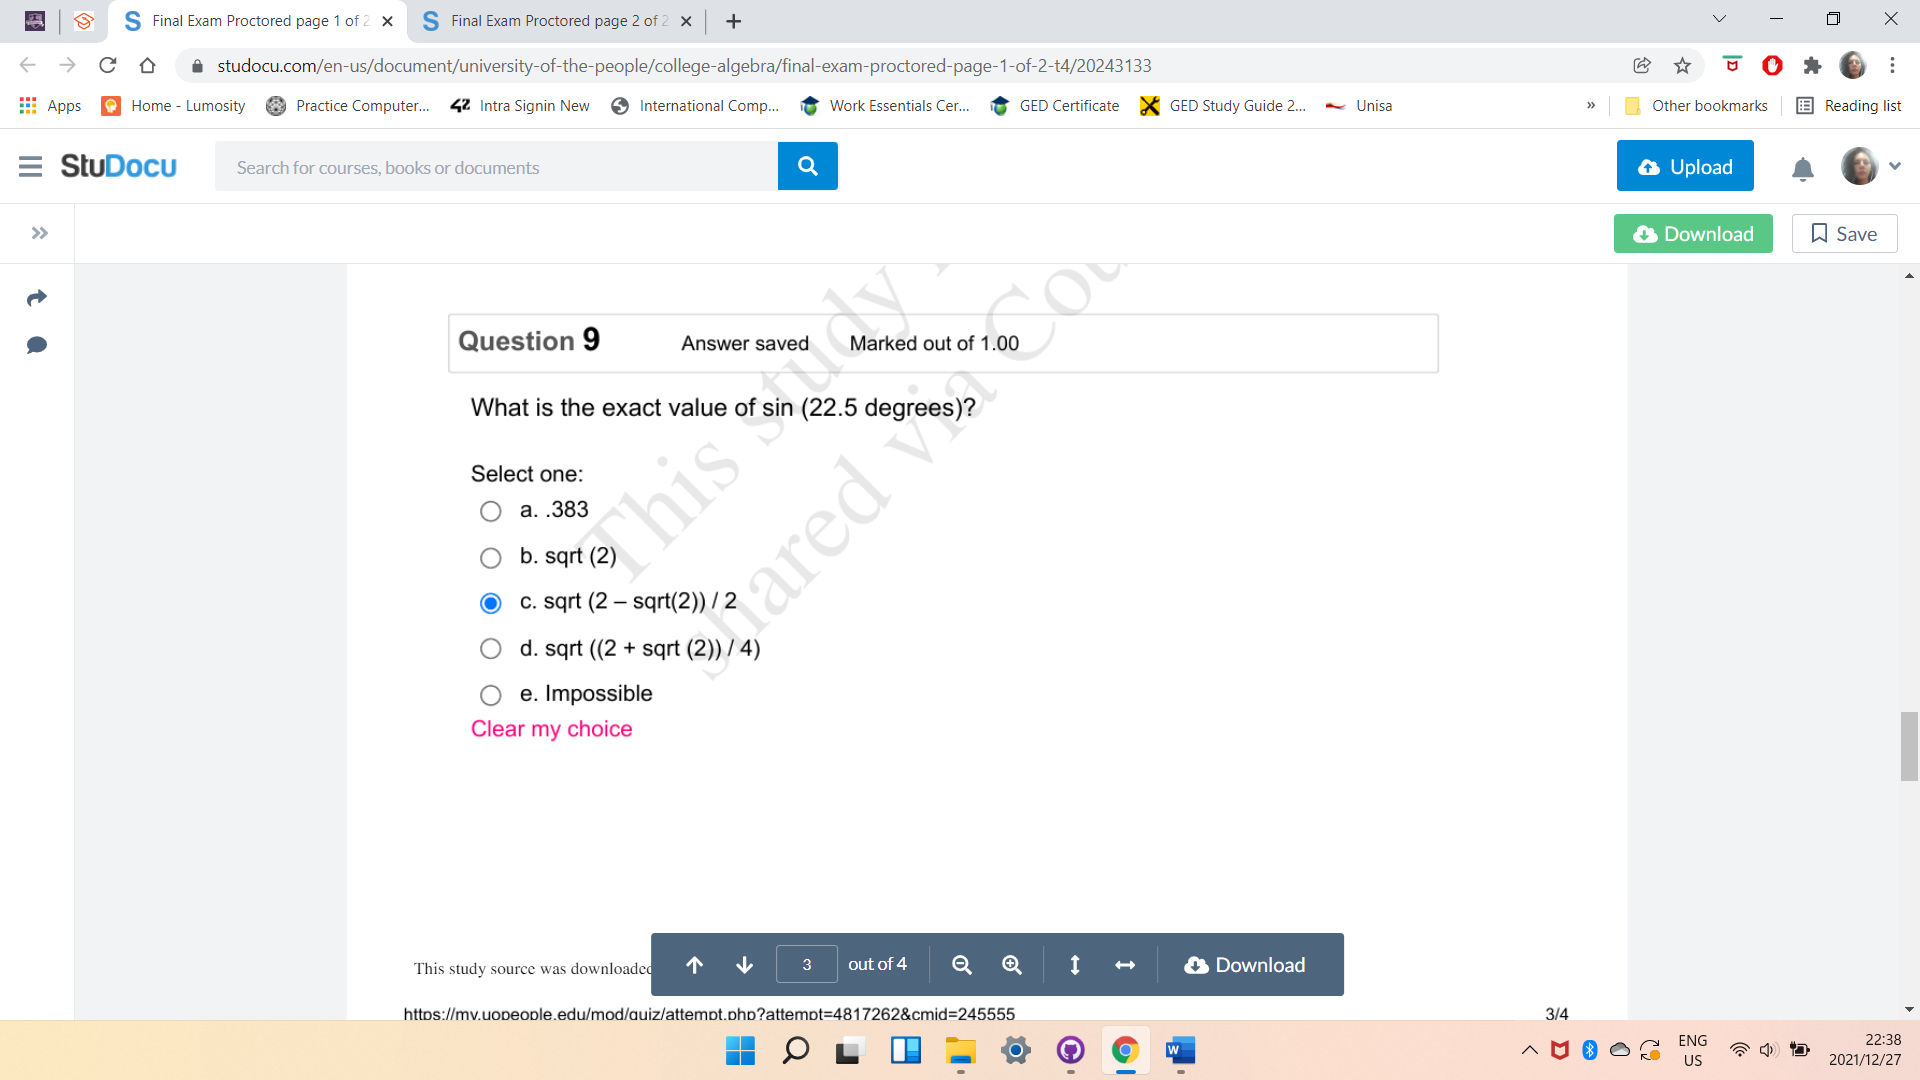 Final Exam Proctored page 1 of 2
Final Exam Proctored page 2 of 2
studocu.com/en-us/document/university-of-the-people/college-algebra/final-exam-proctored-page-1-of-2-t4/20243133
Apps
Home - Lumosity
Practice Computer...
42 Intra Signin New
International Comp...
Work Essentials Cer...
GED Certificate
GED Study Guide 2...
Unisa
»
Other bookmarks
Reading list
StuDocu
Search for courses, books or documents
Upload
Download
Save
This study
shared via Cou
Question 9 Answer saved Marked out of 1.00
What is the exact value of sin (22.5 degrees)?
Select one:
a. .383
b. sqrt (2)
c. sqrt (2 – sqrt(2)) / 2
d. sqrt ((2 + sqrt (2)) / 4)
e. Impossible
Clear my choice
This study source was downloaded
3 out of 4
Download
https://my.uopeople.edu/mod/quiz/attempt.php?attempt=4817262&cmid=245555 3/4
ENG
US
22:38
2021/12/27